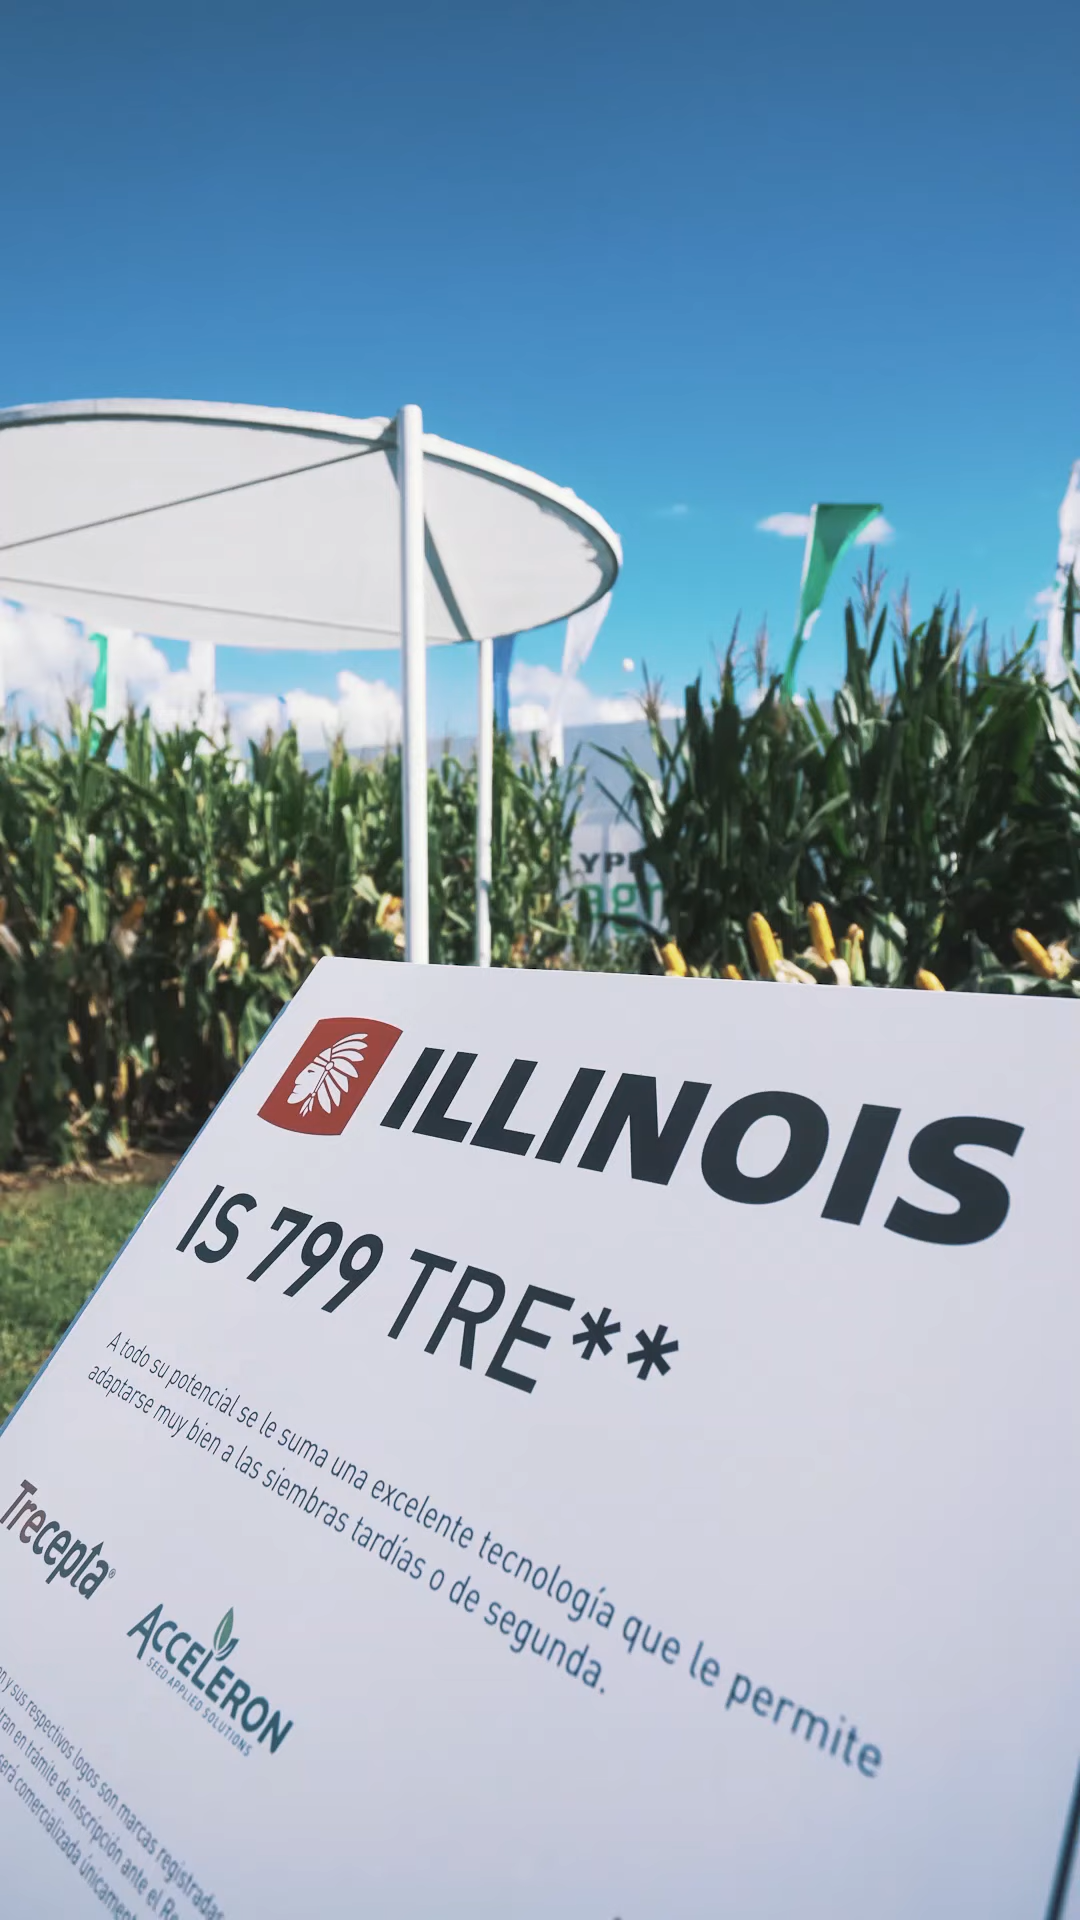 YPF
agr
ILLINOIS
IS 799 TRE**
A todo su potencial se le suma una excelente tecnología que le permite
adaptarse muy bien a las siembras tardías o de segunda.
Trecepta®
ACCELERON
SEED APPLIED SOLUTIONS
y sus respectivos logos son marcas registradas
en trámite de inscripción ante el
será comercializada